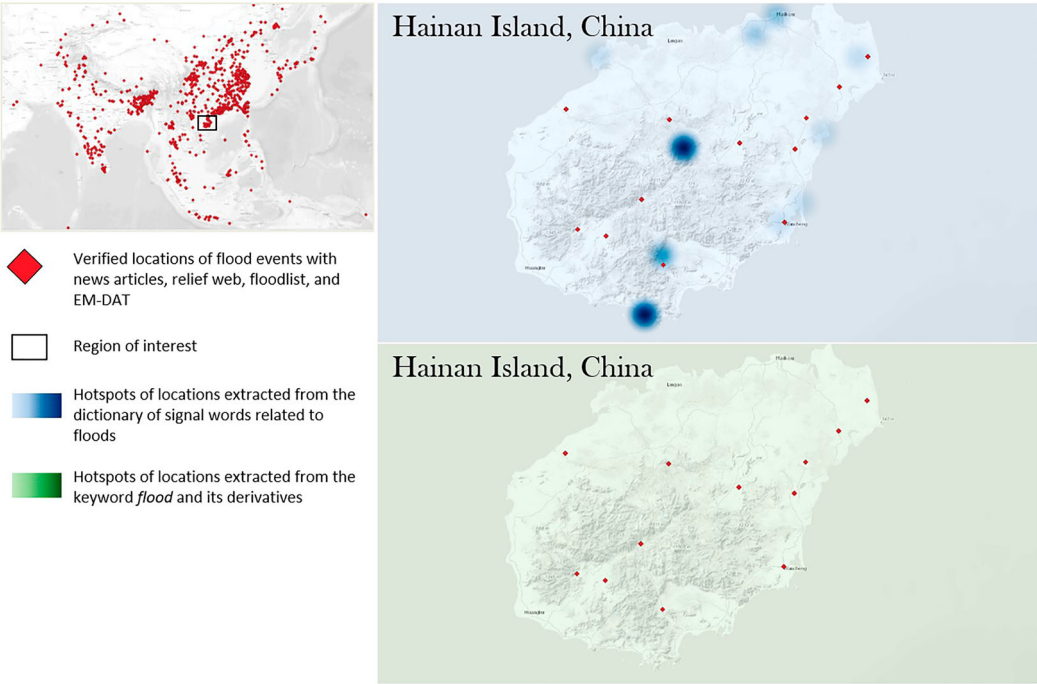 Hainan Island, China
Verified locations of flood events with
news articles, relief web, floodlist, and
EM-DAT
Region of interest
Hotspots of locations extracted from the
dictionary of signal words related to
floods
Hotspots of locations extracted from the
keyword flood and its derivatives
Hainan Island, China